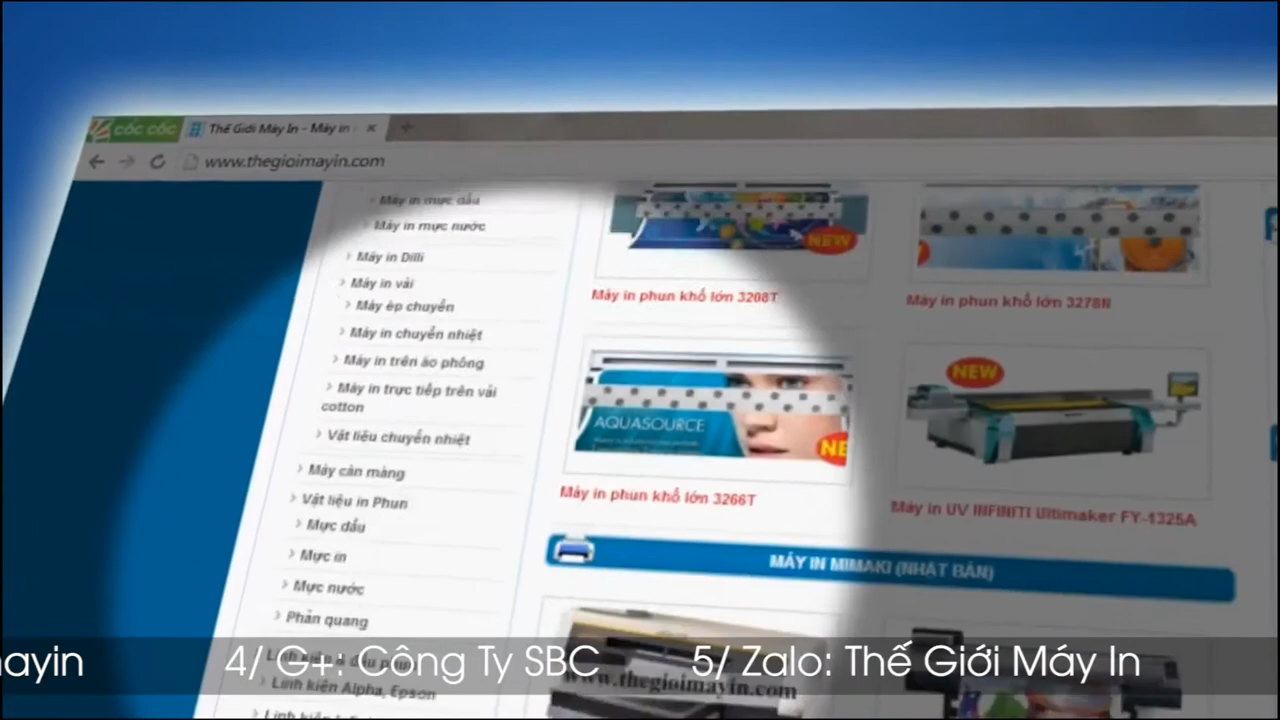 cốc cốc
Thế Giới Máy In - Máy in
www.thegioimayin.com
Máy in mực dầu
Máy in mực nước
Máy in Dilli
Máy in vải
Máy ép chuyển
Máy in chuyển nhiệt
Máy in trên áo phông
Máy in trực tiếp trên vải
cotton
Vật liệu chuyển nhiệt
Máy cán màng
Vật liệu in Phun
Mực dầu
Mực in
Mực nước
Phản quang
Linh kiện Alpha, Epson
NEW
Máy in phun khổ lớn 3208T
Máy in phun khổ lớn 3278N
AQUASOURCE
NE
Máy in phun khổ lớn 3266T
NEW
Máy in UV INFINITI Ultimaker FY-1325A
MÁY IN MIMAKI (NHẬT BẢN)
www.thegioimayin.com
mayin 4/ G+: Công Ty SBC 5/ Zalo: Thế Giới Máy In